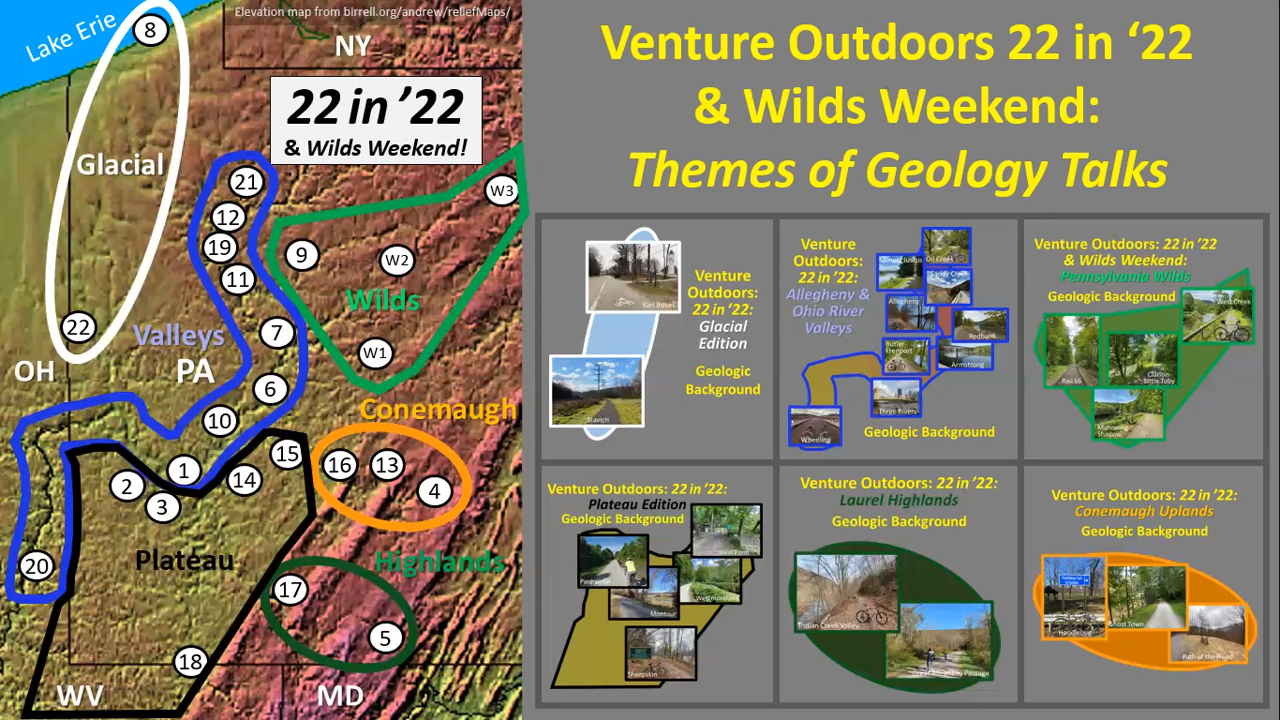 Elevation map from birrell.org/andrew/reliefMaps/
Lake Erie
8
NY
22 in ’22
& Wilds Weekend!
Glacial
21
W3
12
19
9
W2
11
Wilds
22
Valleys
7
W1
OH
PA
6
Conemaugh
10
15
16
13
1
14
2
4
3
Plateau
Highlands
20
17
5
18
WV
MD
Venture Outdoors 22 in ‘22
& Wilds Weekend:
Themes of Geology Talks
Karl Boyes
Stavich
Venture
Outdoors:
22 in ’22:
Glacial
Edition
Geologic
Background
Venture
Outdoors:
22 in ’22:
Allegheny &
Ohio River
Valleys
Samuel Justus
Oil Creek
Sandy Creek
Allegheny
Redbank
Butler-
Freeport
Armstrong
Three Rivers
Wheeling
Geologic Background
Venture Outdoors: 22 in ’22
& Wilds Weekend:
Pennsylvania Wilds
Geologic Background
West Creek
Rail 66
Clarion-
Little Toby
Mahoning
Shadow
Venture Outdoors: 22 in ’22:
Plateau Edition
Geologic Background
West Penn
Panhandle
Westmoreland
Montour
Sheepskin
Venture Outdoors: 22 in ’22:
Laurel Highlands
Geologic Background
Indian Creek Valley
Great Allegheny Passage
Venture Outdoors: 22 in ’22:
Conemaugh Uplands
Geologic Background
Hoodlebug
Ghost Town
Path of the Flood